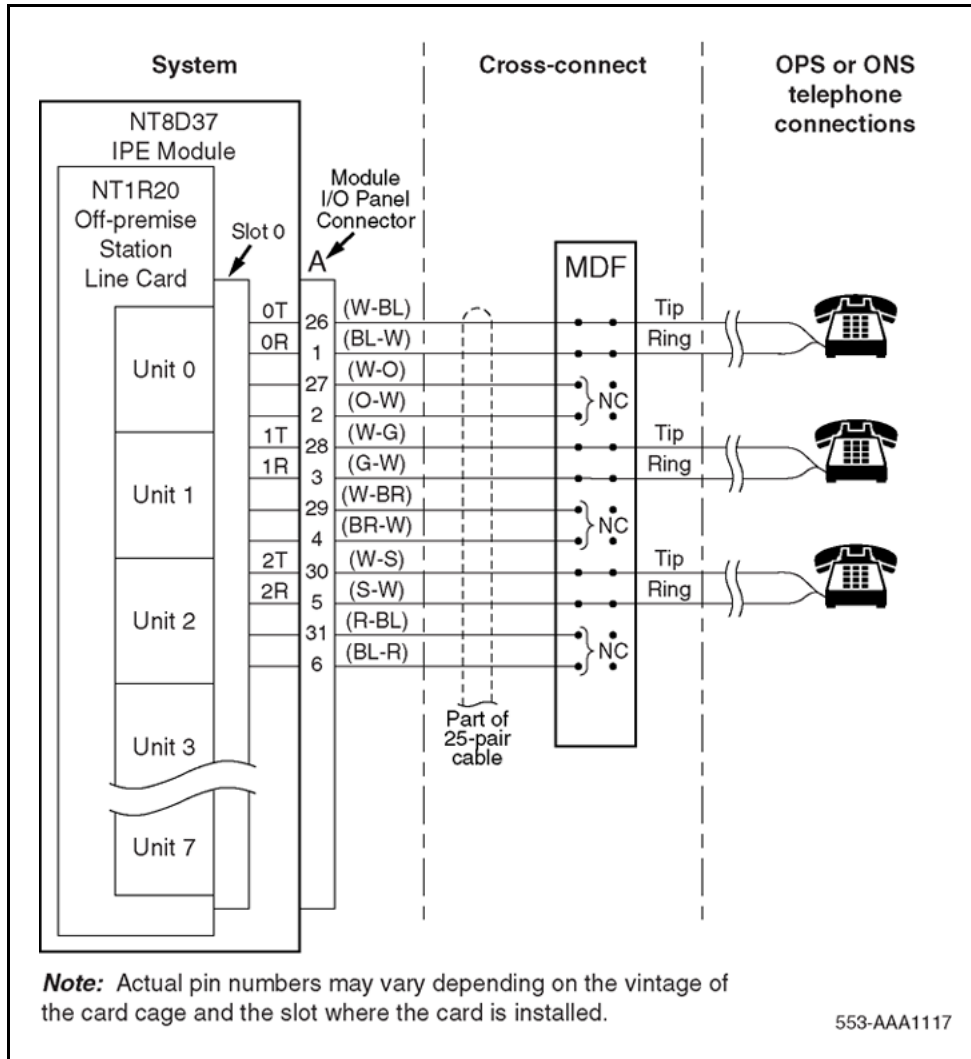 System
Cross-connect
OPS or ONS
telephone
connections
NT8D37
IPE Module
NT1R20
Off-premise
Station
Line Card
Slot 0
Module
I/O Panel
Connector
A
MDF
Unit 0
Unit 1
Unit 2
Unit 3
Unit 7
0T 26 (W-BL) Tip
0R 1 (BL-W) Ring
27 (W-O)
NC
2 (O-W)
1T 28 (W-G) Tip
1R 3 (G-W) Ring
29 (W-BR)
NC
4 (BR-W)
2T 30 (W-S) Tip
2R 5 (S-W) Ring
31 (R-BL)
NC
6 (BL-R)
Part of
25-pair
cable
Note: Actual pin numbers may vary depending on the vintage of
the card cage and the slot where the card is installed.
553-AAA1117